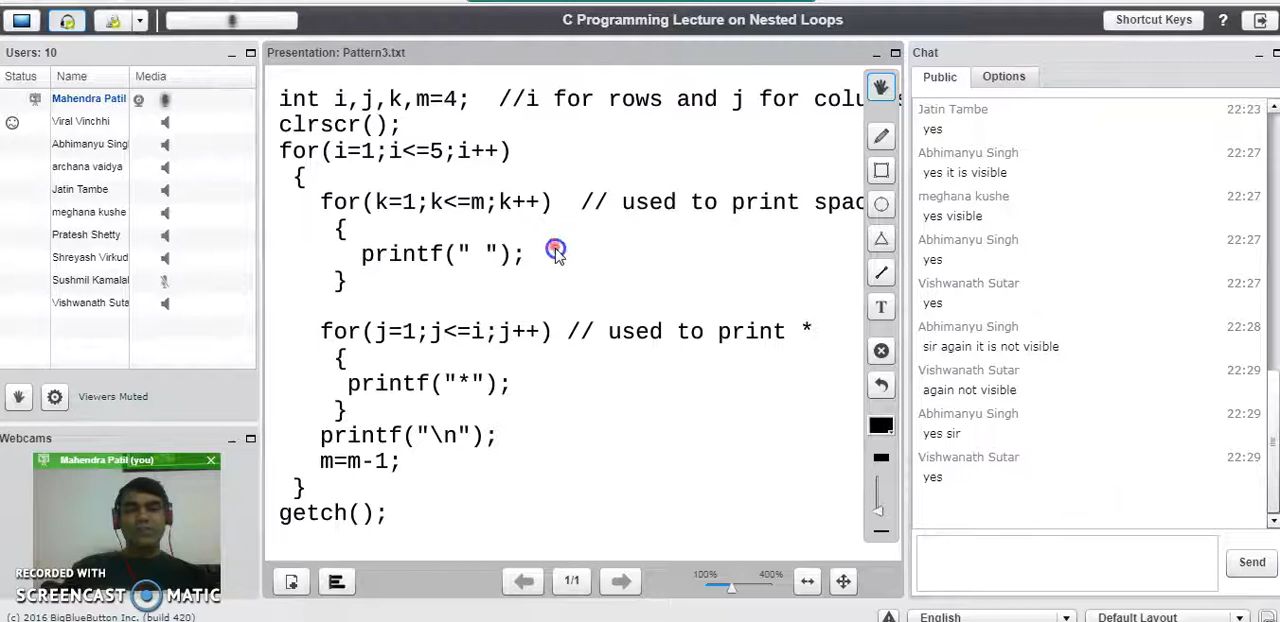 C Programming Lecture on Nested Loops
Shortcut Keys
?
Users: 10
Status Name Media
Mahendra Patil
Viral Vinchhi
Abhimanyu Singl
archana vaidya
Jatin Tambe
meghana kushe
Pratesh Shetty
Shreyash Virkud
Sushmil Kamalal
Vishwanath Suta
Viewers Muted
Webcams
Mahendra Patil (you)
RECORDED WITH
SCREENCAST MATIC
(c) 2016 BigBlueButton Inc. (build 420)
Presentation: Pattern3.txt
int i,j,k,m=4; //i for rows and j for colu
clrscr();
for(i=1;i<=5;i++)
{
for(k=1;k<=m;k++) // used to print spac
{
printf(" ");
}
for(j=1;j<=i;j++) // used to print *
{
printf("*");
}
printf("\n");
m=m-1;
}
getch();
T
1/1
100% 400%
Chat
Public Options
Jatin Tambe 22:23
yes
Abhimanyu Singh 22:27
yes it is visible
meghana kushe 22:27
yes visible
Abhimanyu Singh 22:27
yes
Vishwanath Sutar 22:27
yes
Abhimanyu Singh 22:28
sir again it is not visible
Vishwanath Sutar 22:29
again not visible
Abhimanyu Singh 22:29
yes sir
Vishwanath Sutar 22:29
yes
Send
English Default Layout